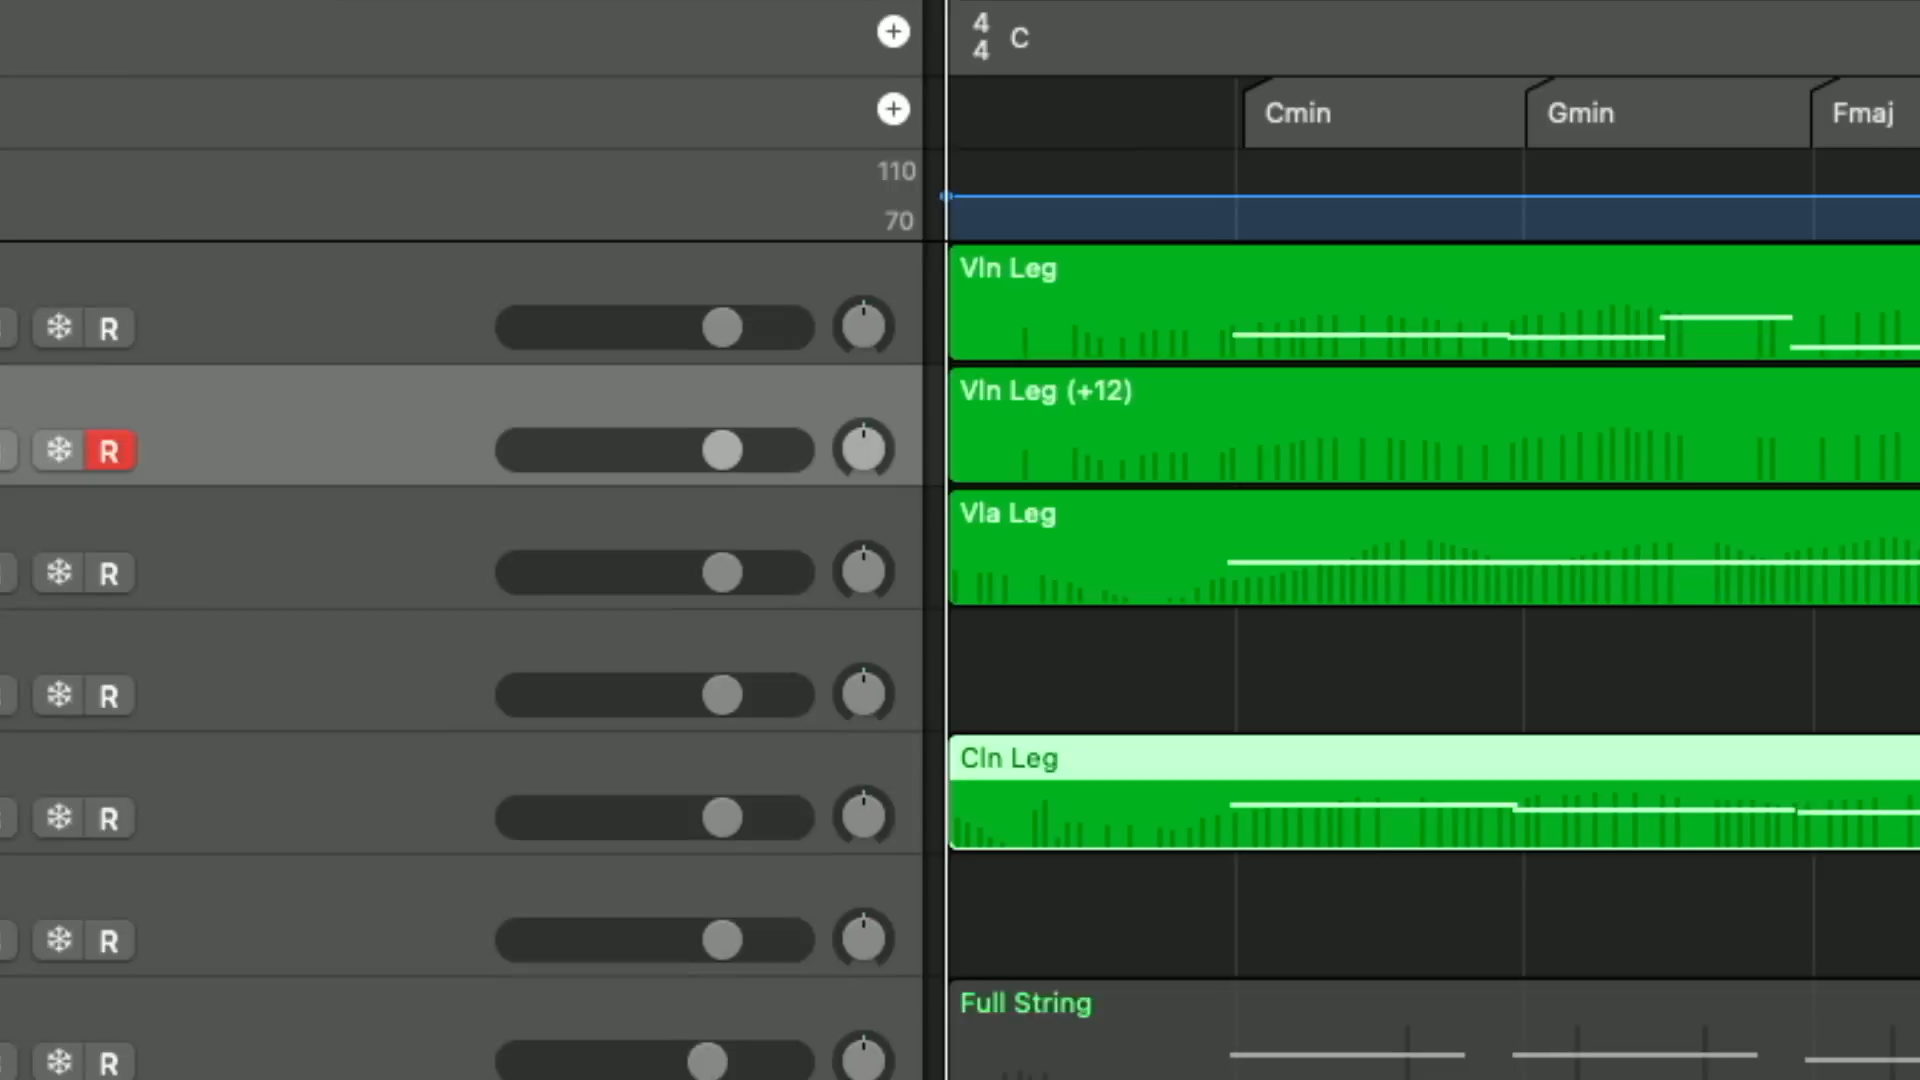 4
4 C
Cmin Gmin Fmaj
110
70
Vln Leg
R
Vln Leg (+12)
R
Vla Leg
R
R
Cln Leg
R
R
Full String
R